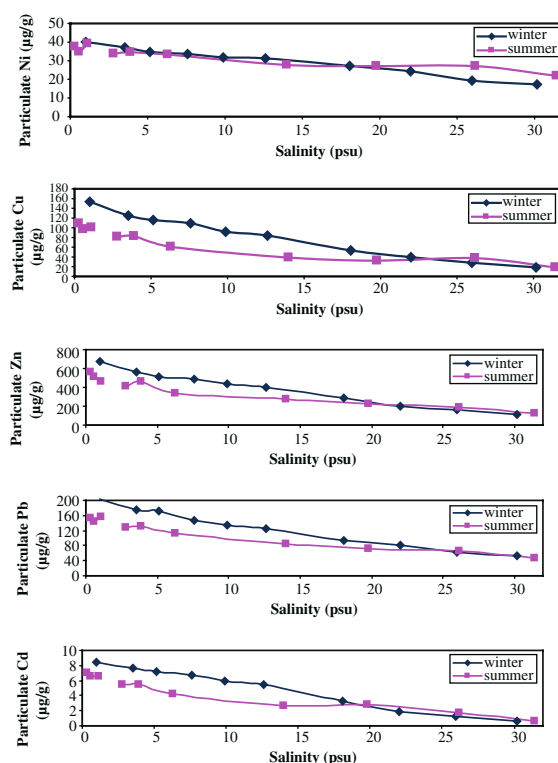 Particulate Ni (µg/g)
50
40
30
20
10
0
winter
summer
0 5 10 15 20 25 30
Salinity (psu)
Particulate Cu
(µg/g)
180
160
140
120
100
80
60
40
20
0
winter
summer
0 5 10 15 20 25 30
Salinity (psu)
Particulate Zn
(µg/g)
800
600
400
200
0
winter
summer
0 5 10 15 20 25 30
Salinity (psu)
Particulate Pb
(µg/g)
200
160
120
80
40
0
winter
summer
0 5 10 15 20 25 30
Salinity (psu)
Particulate Cd
(µg/g)
8
6
4
2
0
winter
summer
0 5 10 15 20 25 30
Salinity (psu)